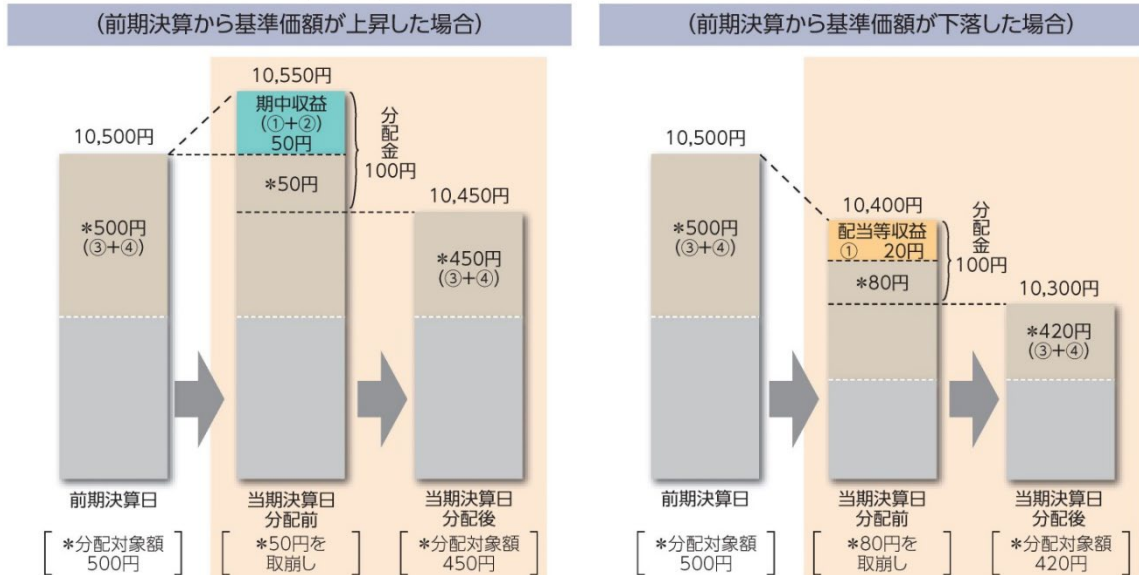 (前期決算から基準価額が上昇した場合)
10,500円
*500円
(③+④)
前期決算日
*分配対象額
500円
10,550円
期中収益
(①+②)
50円
*50円
分配金
100円
当期決算日
分配前
*50円を
取崩し
10,450円
*450円
(③+④)
当期決算日
分配後
*分配対象額
450円
(前期決算から基準価額が下落した場合)
10,500円
*500円
(③+④)
前期決算日
*分配対象額
500円
10,400円
配当等収益
① 20円
*80円
分配金
100円
当期決算日
分配前
*80円を
取崩し
10,300円
*420円
(③+④)
当期決算日
分配後
*分配対象額
420円